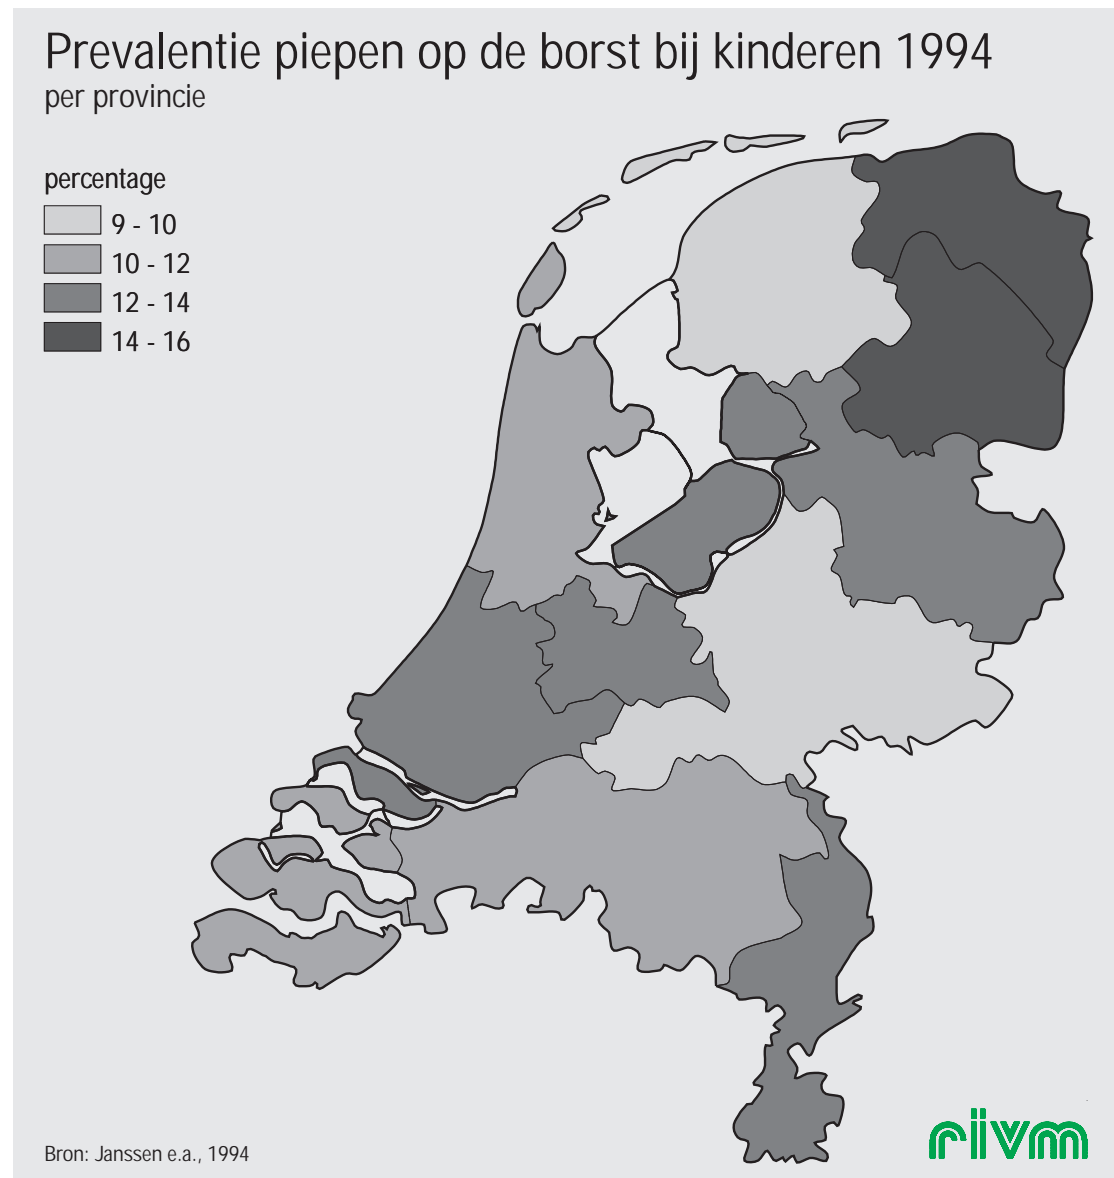 Prevalentie piepen op de borst bij kinderen 1994
per provincie
percentage
9 - 10
10 - 12
12 - 14
14 - 16
Bron: Janssen e.a., 1994
rivm